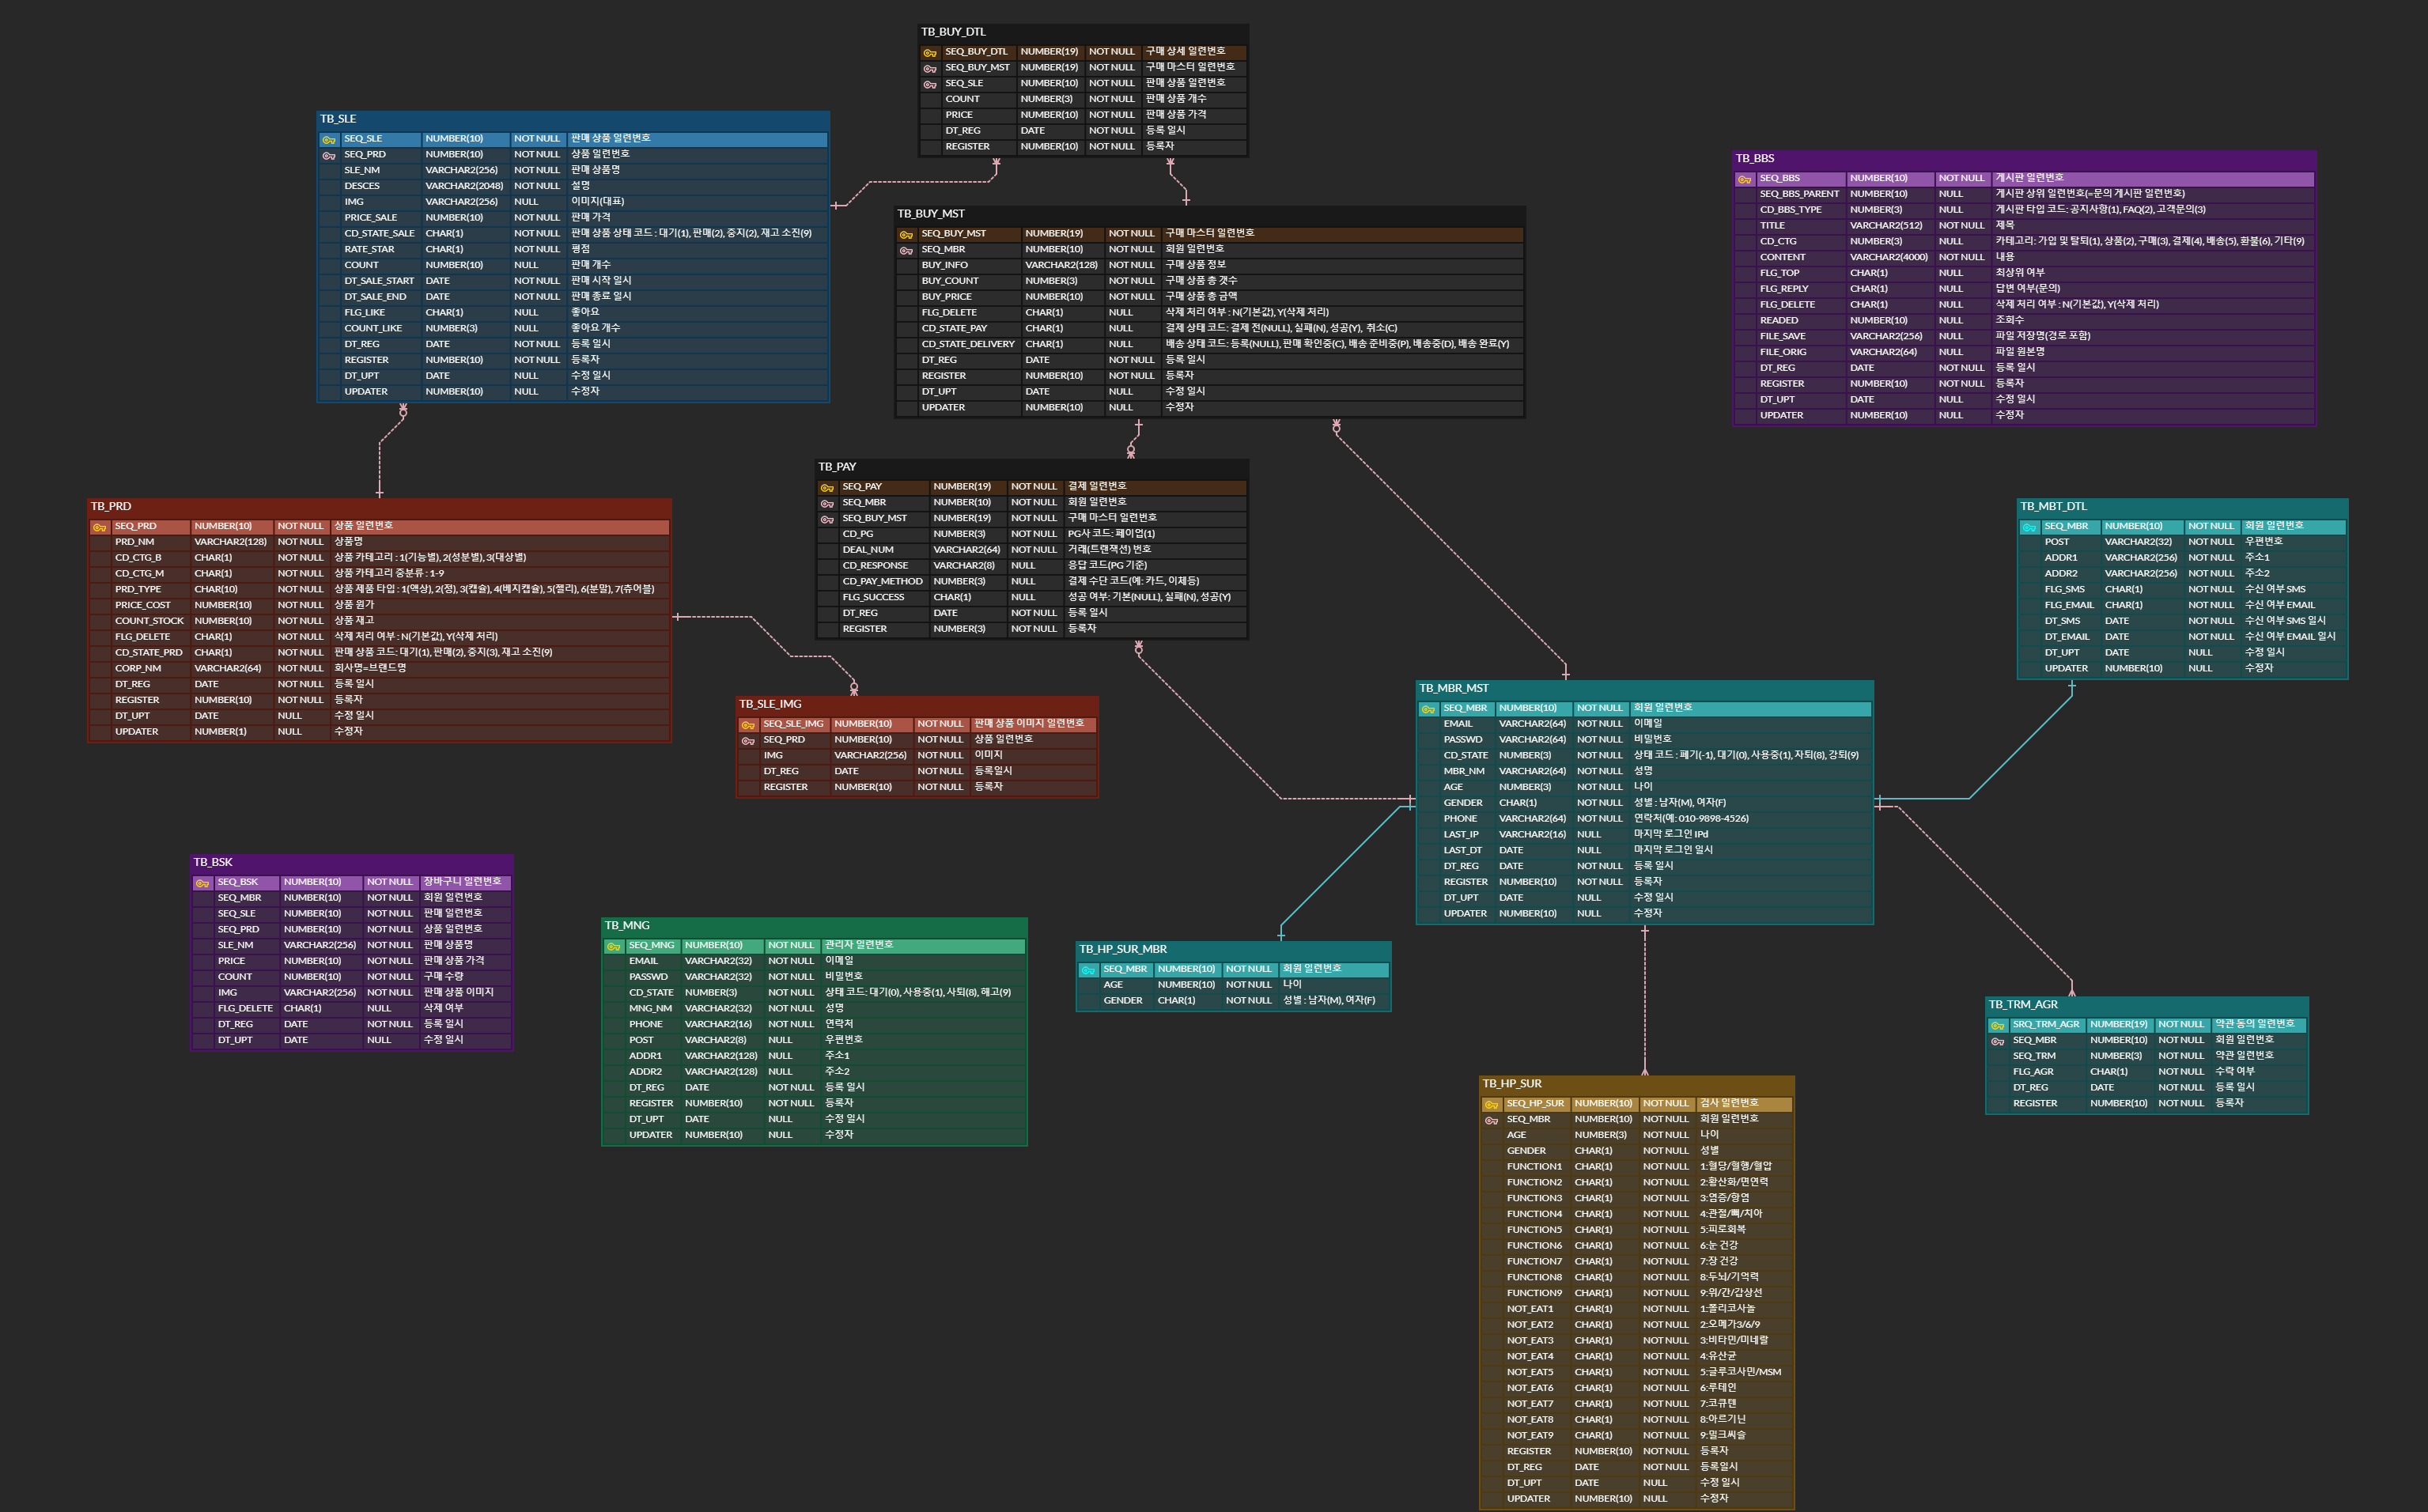 TB_BUY_DTL
SEQ_BUY_DTL NUMBER(19) NOT NULL 구매 상세 일련번호
SEQ_BUY_MST NUMBER(19) NOT NULL 구매 마스터 일련번호
SEQ_SLE NUMBER(10) NOT NULL 판매 상품 일련번호
COUNT NUMBER(3) NOT NULL 판매 상품 개수
PRICE NUMBER(10) NOT NULL 판매 상품 가격
DT_REG DATE NOT NULL 등록 일시
REGISTER NUMBER(10) NOT NULL 등록자
TB_SLE
SEQ_SLE NUMBER(10) NOT NULL 판매 상품 일련번호
SEQ_PRD NUMBER(10) NOT NULL 상품 일련번호
SLE_NM VARCHAR2(256) NOT NULL 판매 상품명
DESCES VARCHAR2(2048) NOT NULL 설명
IMG VARCHAR2(256) NULL 이미지(대표)
PRICE_SALE NUMBER(10) NOT NULL 판매 가격
CD_STATE_SALE CHAR(1) NOT NULL 판매 상품 상태 코드 : 대기(1), 판매(2), 중지(2), 재고 소진(9)
RATE_STAR CHAR(1) NOT NULL 평점
COUNT NUMBER(10) NULL 판매 개수
DT_SALE_START DATE NOT NULL 판매 시작 일시
DT_SALE_END DATE NOT NULL 판매 종료 일시
FLG_LIKE CHAR(1) NULL 좋아요
COUNT_LIKE NUMBER(3) NULL 좋아요 개수
DT_REG DATE NOT NULL 등록 일시
REGISTER NUMBER(10) NOT NULL 등록자
DT_UPT DATE NULL 수정 일시
UPDATER NUMBER(10) NULL 수정자
TB_BBS
SEQ_BBS NUMBER(10) NOT NULL 게시판 일련번호
SEQ_BBS_PARENT NUMBER(10) NULL 게시판 상위 일련번호(=문의 게시판 일련번호)
CD_BBS_TYPE NUMBER(3) NULL 게시판 타입 코드: 공지사항(1), FAQ(2), 고객문의(3)
TITLE VARCHAR2(512) NOT NULL 제목
CD_CTG NUMBER(3) NULL 카테고리: 가입 및 탈퇴(1), 상품(2), 구매(3), 결제(4), 배송(5), 환불(6), 기타(9)
CONTENT VARCHAR2(4000) NOT NULL 내용
FLG_TOP CHAR(1) NULL 최상위 여부
FLG_REPLY CHAR(1) NULL 답변 여부(문의)
FLG_DELETE CHAR(1) NULL 삭제 처리 여부 : N(기본값), Y(삭제 처리)
READED NUMBER(10) NULL 조회수
FILE_SAVE VARCHAR2(256) NULL 파일 저장명(경로 포함)
FILE_ORIG VARCHAR2(64) NULL 파일 원본명
DT_REG DATE NOT NULL 등록 일시
REGISTER NUMBER(10) NOT NULL 등록자
DT_UPT DATE NULL 수정 일시
UPDATER NUMBER(10) NULL 수정자
TB_BUY_MST
SEQ_BUY_MST NUMBER(19) NOT NULL 구매 마스터 일련번호
SEQ_MBR NUMBER(10) NOT NULL 회원 일련번호
BUY_INFO VARCHAR2(128) NOT NULL 구매 상품 정보
BUY_COUNT NUMBER(3) NOT NULL 구매 상품 총 갯수
BUY_PRICE NUMBER(10) NOT NULL 구매 상품 총 금액
FLG_DELETE CHAR(1) NULL 삭제 처리 여부 : N(기본값), Y(삭제 처리)
CD_STATE_PAY CHAR(1) NULL 결제 상태 코드: 결제 전(NULL), 실패(N), 성공(Y), 취소(C)
CD_STATE_DELIVERY CHAR(1) NULL 배송 상태 코드: 등록(NULL), 판매 확인중(C), 배송 준비중(P), 배송중(D), 배송 완료(Y)
DT_REG DATE NOT NULL 등록 일시
REGISTER NUMBER(10) NOT NULL 등록자
DT_UPT DATE NULL 수정 일시
UPDATER NUMBER(10) NULL 수정자
TB_PAY
SEQ_PAY NUMBER(19) NOT NULL 결제 일련번호
SEQ_MBR NUMBER(10) NOT NULL 회원 일련번호
SEQ_BUY_MST NUMBER(19) NOT NULL 구매 마스터 일련번호
CD_PG NUMBER(3) NOT NULL PG사 코드: 페이업(1)
DEAL_NUM VARCHAR2(64) NOT NULL 거래(트랜잭션) 번호
CD_RESPONSE VARCHAR2(8) NULL 응답 코드(PG 기준)
CD_PAY_METHOD NUMBER(3) NULL 결제 수단 코드(예: 카드, 이체등)
FLG_SUCCESS CHAR(1) NULL 성공 여부: 기본(NULL), 실패(N), 성공(Y)
DT_REG DATE NOT NULL 등록 일시
REGISTER NUMBER(3) NOT NULL 등록자
TB_PRD
SEQ_PRD NUMBER(10) NOT NULL 상품 일련번호
PRD_NM VARCHAR2(128) NOT NULL 상품명
CD_CTG_B CHAR(1) NOT NULL 상품 카테고리 : 1(기능별), 2(성분별), 3(대상별)
CD_CTG_M CHAR(1) NOT NULL 상품 카테고리 중분류 : 1-9
PRD_TYPE CHAR(10) NOT NULL 상품 제품 타입 : 1(액상), 2(정), 3(캡슐), 4(베지캡슐), 5(젤리), 6(분말), 7(츄어블)
PRICE_COST NUMBER(10) NOT NULL 상품 원가
COUNT_STOCK NUMBER(10) NOT NULL 상품 재고
FLG_DELETE CHAR(1) NOT NULL 삭제 처리 여부 : N(기본값), Y(삭제 처리)
CD_STATE_PRD CHAR(1) NOT NULL 판매 상품 코드: 대기(1), 판매(2), 중지(3), 재고 소진(9)
CORP_NM VARCHAR2(64) NOT NULL 회사명=브랜드명
DT_REG DATE NOT NULL 등록 일시
REGISTER NUMBER(10) NOT NULL 등록자
DT_UPT DATE NULL 수정 일시
UPDATER NUMBER(1) NULL 수정자
TB_MBT_DTL
SEQ_MBR NUMBER(10) NOT NULL 회원 일련번호
POST VARCHAR2(32) NOT NULL 우편번호
ADDR1 VARCHAR2(256) NOT NULL 주소1
ADDR2 VARCHAR2(256) NOT NULL 주소2
FLG_SMS CHAR(1) NOT NULL 수신 여부 SMS
FLG_EMAIL CHAR(1) NOT NULL 수신 여부 EMAIL
DT_SMS DATE NOT NULL 수신 여부 SMS 일시
DT_EMAIL DATE NOT NULL 수신 여부 EMAIL 일시
DT_UPT DATE NULL 수정 일시
UPDATER NUMBER(10) NULL 수정자
TB_SLE_IMG
SEQ_SLE_IMG NUMBER(10) NOT NULL 판매 상품 이미지 일련번호
SEQ_PRD NUMBER(10) NOT NULL 상품 일련번호
IMG VARCHAR2(256) NOT NULL 이미지
DT_REG DATE NOT NULL 등록일시
REGISTER NUMBER(10) NOT NULL 등록자
TB_MBR_MST
SEQ_MBR NUMBER(10) NOT NULL 회원 일련번호
EMAIL VARCHAR2(64) NOT NULL 이메일
PASSWD VARCHAR2(64) NOT NULL 비밀번호
CD_STATE NUMBER(3) NOT NULL 상태 코드 : 폐기(-1), 대기(0), 사용중(1), 자퇴(8), 강퇴(9)
MBR_NM VARCHAR2(64) NOT NULL 성명
AGE NUMBER(3) NOT NULL 나이
GENDER CHAR(1) NOT NULL 성별 : 남자(M), 여자(F)
PHONE VARCHAR2(64) NOT NULL 연락처(예: 010-9898-4526)
LAST_IP VARCHAR2(16) NULL 마지막 로그인 IPd
LAST_DT DATE NULL 마지막 로그인 일시
DT_REG DATE NOT NULL 등록 일시
REGISTER NUMBER(10) NOT NULL 등록자
DT_UPT DATE NULL 수정 일시
UPDATER NUMBER(10) NULL 수정자
TB_BSK
SEQ_BSK NUMBER(10) NOT NULL 장바구니 일련번호
SEQ_MBR NUMBER(10) NOT NULL 회원 일련번호
SEQ_SLE NUMBER(10) NOT NULL 판매 일련번호
SEQ_PRD NUMBER(10) NOT NULL 상품 일련번호
SLE_NM VARCHAR2(256) NOT NULL 판매 상품명
PRICE NUMBER(10) NOT NULL 판매 상품 가격
COUNT NUMBER(10) NOT NULL 구매 수량
IMG VARCHAR2(256) NOT NULL 판매 상품 이미지
FLG_DELETE CHAR(1) NULL 삭제 여부
DT_REG DATE NOT NULL 등록 일시
DT_UPT DATE NULL 수정 일시
TB_MNG
SEQ_MNG NUMBER(10) NOT NULL 관리자 일련번호
EMAIL VARCHAR2(32) NOT NULL 이메일
PASSWD VARCHAR2(32) NOT NULL 비밀번호
CD_STATE NUMBER(3) NOT NULL 상태 코드: 대기(0), 사용중(1), 사퇴(8), 해고(9)
MNG_NM VARCHAR2(32) NOT NULL 성명
PHONE VARCHAR2(16) NOT NULL 연락처
POST VARCHAR2(8) NULL 우편번호
ADDR1 VARCHAR2(128) NULL 주소1
ADDR2 VARCHAR2(128) NULL 주소2
DT_REG DATE NOT NULL 등록 일시
REGISTER NUMBER(10) NOT NULL 등록자
DT_UPT DATE NULL 수정 일시
UPDATER NUMBER(10) NULL 수정자
TB_HP_SUR_MBR
SEQ_MBR NUMBER(10) NOT NULL 회원 일련번호
AGE NUMBER(10) NOT NULL 나이
GENDER CHAR(1) NOT NULL 성별 : 남자(M), 여자(F)
TB_TRM_AGR
SRQ_TRM_AGR NUMBER(19) NOT NULL 약관 동의 일련번호
SEQ_MBR NUMBER(10) NOT NULL 회원 일련번호
SEQ_TRM NUMBER(3) NOT NULL 약관 일련번호
FLG_AGR CHAR(1) NOT NULL 수락 여부
DT_REG DATE NOT NULL 등록 일시
REGISTER NUMBER(10) NOT NULL 등록자
TB_HP_SUR
SEQ_HP_SUR NUMBER(10) NOT NULL 검사 일련번호
SEQ_MBR NUMBER(10) NOT NULL 회원 일련번호
AGE NUMBER(3) NOT NULL 나이
GENDER CHAR(1) NOT NULL 성별
FUNCTION1 CHAR(1) NOT NULL 1:혈당/혈행/혈압
FUNCTION2 CHAR(1) NOT NULL 2:황산화/면연력
FUNCTION3 CHAR(1) NOT NULL 3:염증/항염
FUNCTION4 CHAR(1) NOT NULL 4:관절/뼈/치아
FUNCTION5 CHAR(1) NOT NULL 5:피로회복
FUNCTION6 CHAR(1) NOT NULL 6:눈 건강
FUNCTION7 CHAR(1) NOT NULL 7:장 건강
FUNCTION8 CHAR(1) NOT NULL 8:두뇌/기억력
FUNCTION9 CHAR(1) NOT NULL 9:위/간/갑상선
NOT_EAT1 CHAR(1) NOT NULL 1:폴리코사놀
NOT_EAT2 CHAR(1) NOT NULL 2:오메가3/6/9
NOT_EAT3 CHAR(1) NOT NULL 3:비타민/미네랄
NOT_EAT4 CHAR(1) NOT NULL 4:유산균
NOT_EAT5 CHAR(1) NOT NULL 5:글루코사민/MSM
NOT_EAT6 CHAR(1) NOT NULL 6:루테인
NOT_EAT7 CHAR(1) NOT NULL 7:코큐텐
NOT_EAT8 CHAR(1) NOT NULL 8:아르기닌
NOT_EAT9 CHAR(1) NOT NULL 9:밀크씨슬
REGISTER NUMBER(10) NOT NULL 등록자
DT_REG DATE NOT NULL 등록일시
DT_UPT DATE NULL 수정 일시
UPDATER NUMBER(10) NULL 수정자